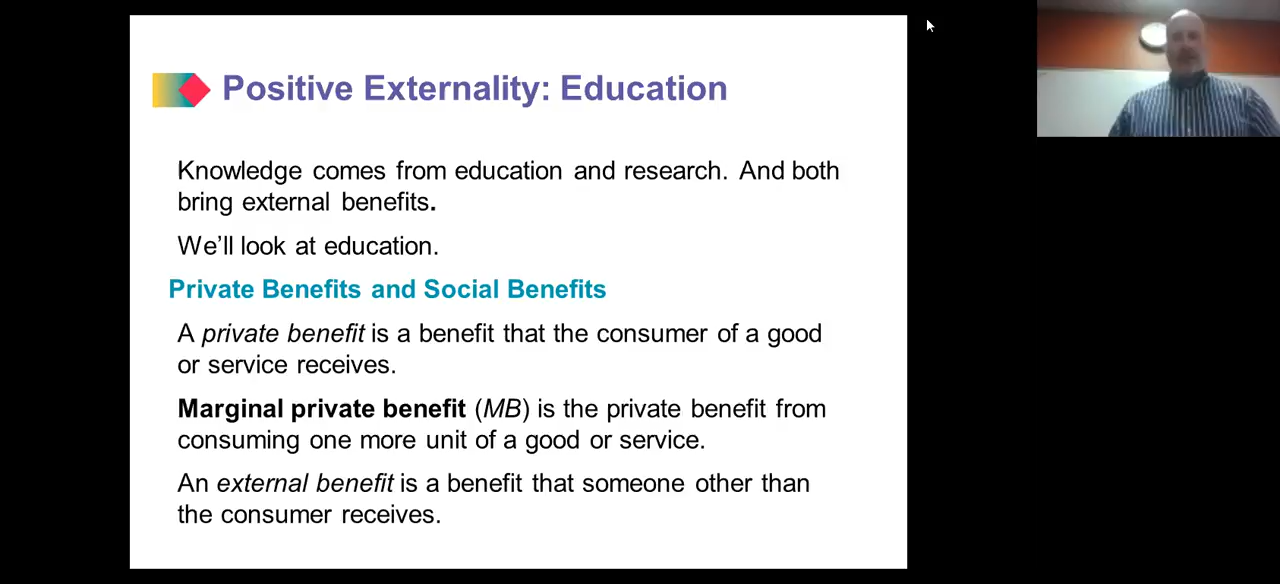 Positive Externality: Education
Knowledge comes from education and research. And both
bring external benefits.
We'll look at education.
Private Benefits and Social Benefits
A private benefit is a benefit that the consumer of a good
or service receives.
Marginal private benefit (MB) is the private benefit from
consuming one more unit of a good or service.
An external benefit is a benefit that someone other than
the consumer receives.